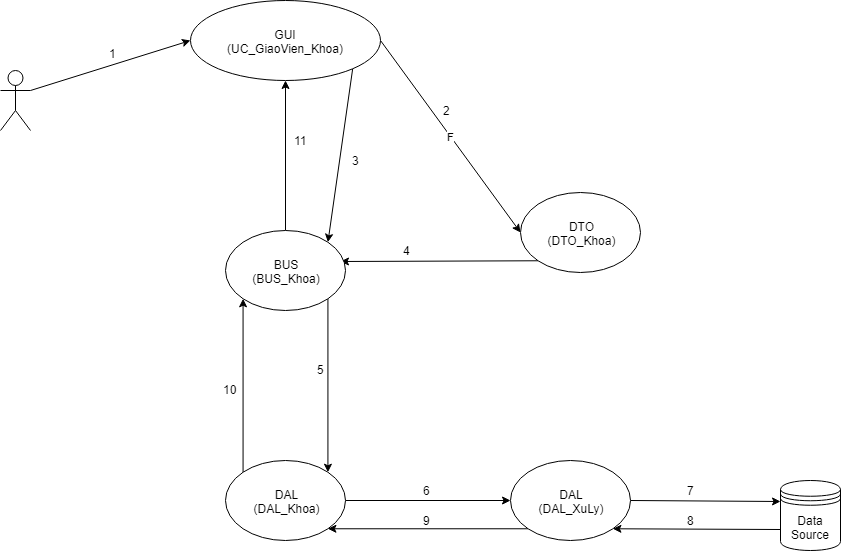 GUI
(UC_GiaoVien_Khoa)
1
2
F
11
3
DTO
(DTO_Khoa)
4
BUS
(BUS_Khoa)
5
10
DAL
(DAL_Khoa)
6
9
DAL
(DAL_XuLy)
7
8
Data
Source